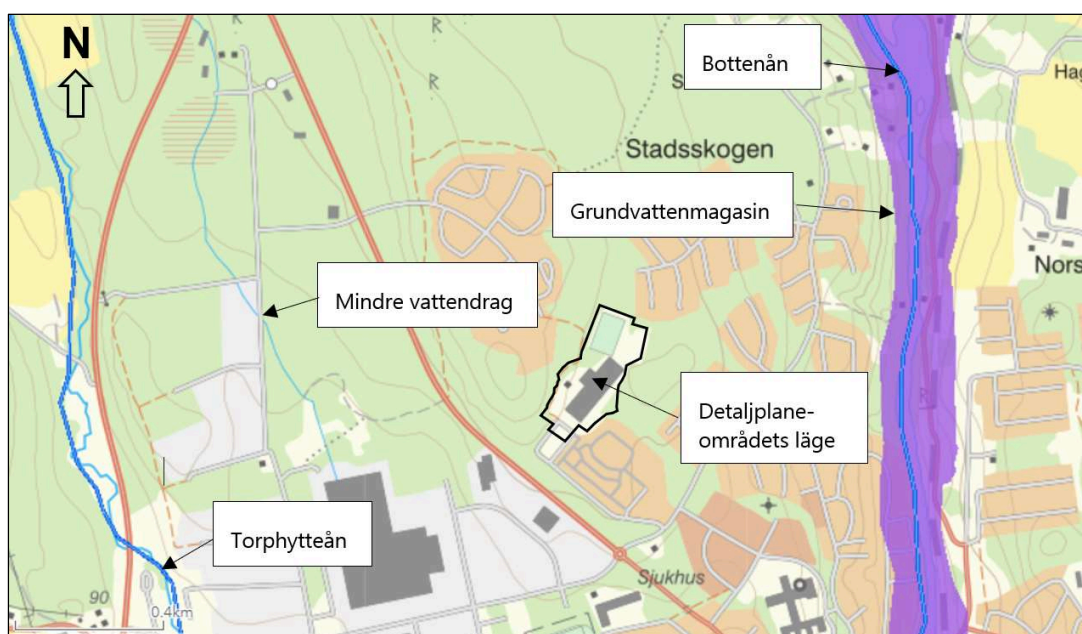 N
Bottenån
Hag
S
Stadsskogen
Grundvattenmagasin
Nors
Mindre vattendrag
Detaljplane-
områdets läge
Torphytteån
Sjukhus
90
0.4km
R
R
R
R